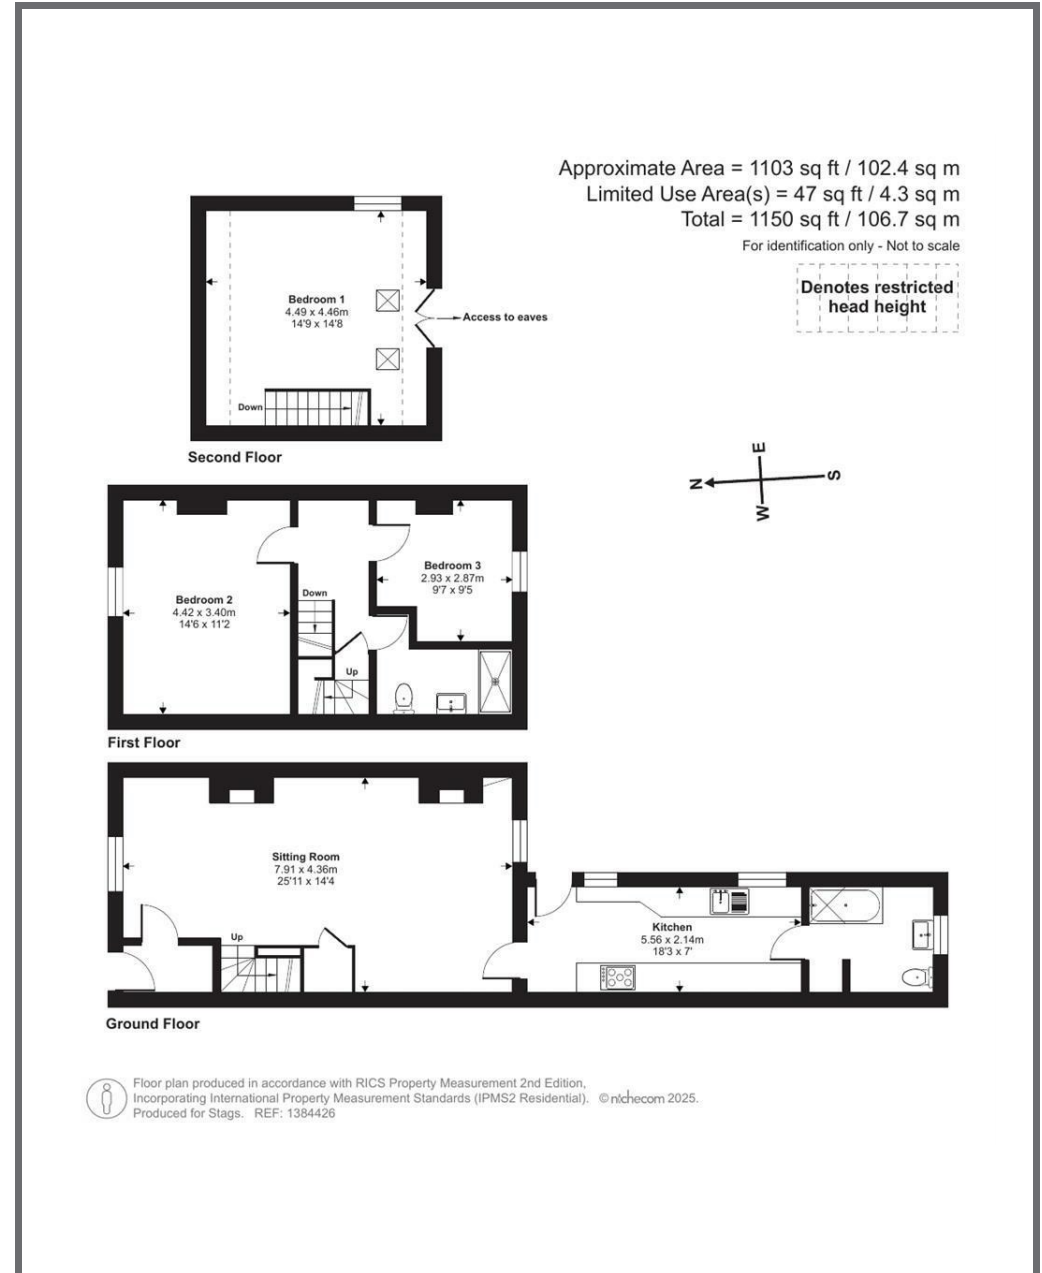 Approximate Area = 1103 sq ft / 102.4 sq m
Limited Use Area(s) = 47 sq ft / 4.3 sq m
Total = 1150 sq ft / 106.7 sq m
For identification only - Not to scale
Denotes restricted
head height
Bedroom 1
4.49 x 4.46m
14'9 x 14'8
Access to eaves
Down
Second Floor
E
N
S
W
Bedroom 3
2.93 x 2.87m
9'7 x 9'5
Down
Bedroom 2
4.42 x 3.40m
14'6 x 11'2
Up
First Floor
Sitting Room
7.91 x 4.36m
25'11 x 14'4
Up
Kitchen
5.56 x 2.14m
18'3 x 7'
Ground Floor
Floor plan produced in accordance with RICS Property Measurement 2nd Edition,
Incorporating International Property Measurement Standards (IPMS2 Residential). © nichecom 2025.
Produced for Stags. REF: 1384426